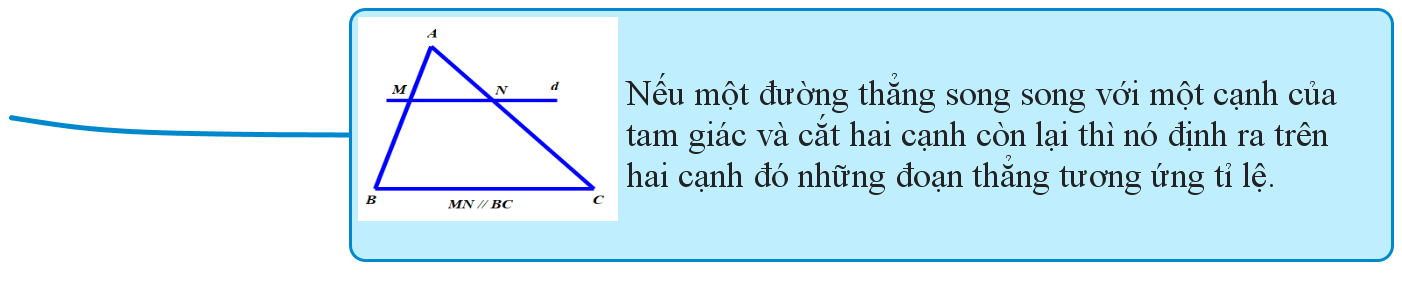 A
M
N
d
B
C
MN // BC
Nếu một đường thẳng song song với một cạnh của
tam giác và cắt hai cạnh còn lại thì nó định ra trên
hai cạnh đó những đoạn thẳng tương ứng tỉ lệ.